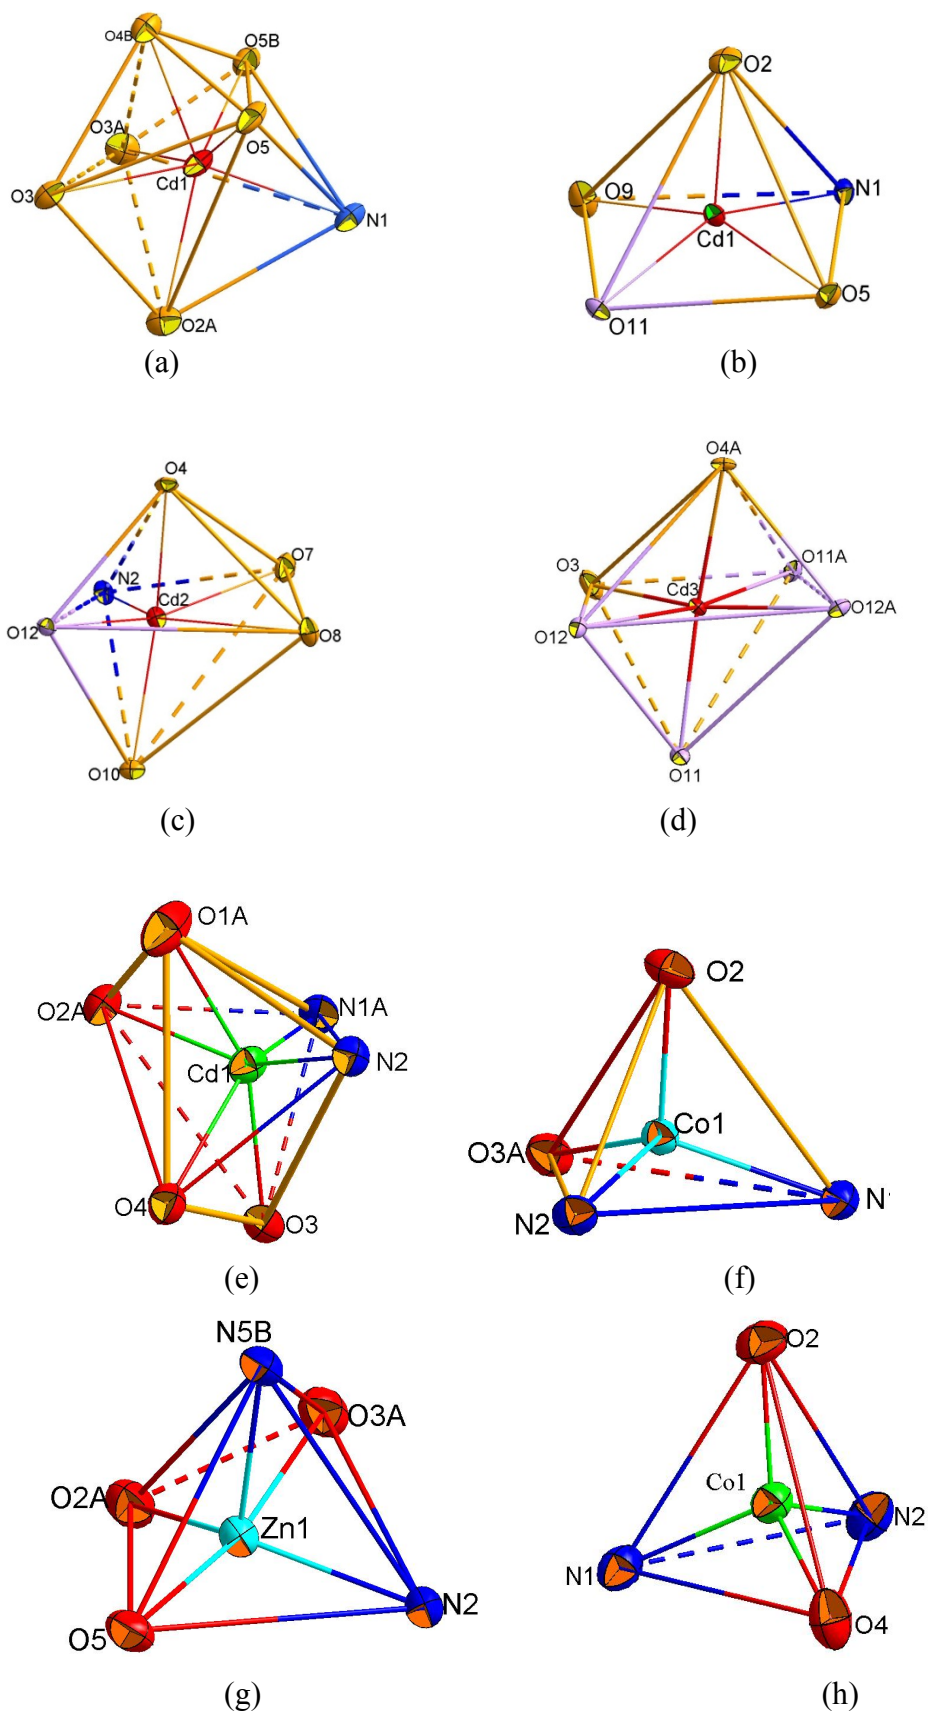 O4B
O5B
O3A
O5
O3
Cd1
N1
O2A
(a)
O2
O9
N1
Cd1
O5
O11
(b)
O4
O7
N2
Cd2
O12
O8
O10
(c)
O4A
O3
O11A
Cd3
O12
O12A
O11
(d)
O1A
O2A
N1A
Cd1
N2
O4
O3
(e)
O2
Co1
O3A
N2
(f)
N5B
O3A
O2A
Zn1
O5
N2
(g)
O2
Co1
N2
N1
O4
(h)